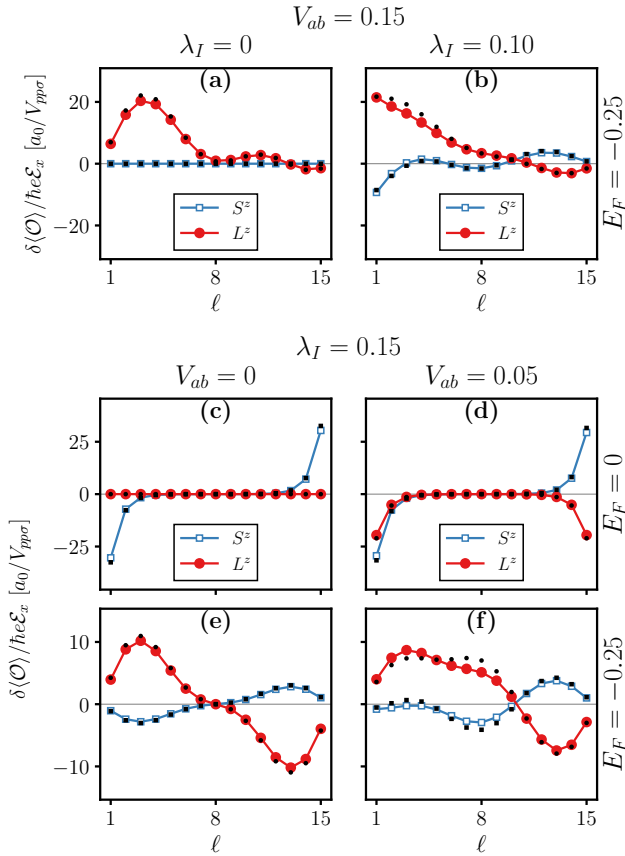 V_{ab} = 0.15
λ_I = 0 λ_I = 0.10
(a) (b)
20
0
−20
δ⟨𝒪⟩/ℏeℰ_x [a_0/V_{ppσ}]
S^z S^z
L^z L^z
E_F = −0.25
1 8 15 1 8 15
ℓ ℓ
λ_I = 0.15
V_{ab} = 0 V_{ab} = 0.05
(c) (d)
25
0
−25
S^z S^z
L^z L^z
E_F = 0
δ⟨𝒪⟩/ℏeℰ_x [a_0/V_{ppσ}]
(e) (f)
10
0
−10
E_F = −0.25
1 8 15 1 8 15
ℓ ℓ